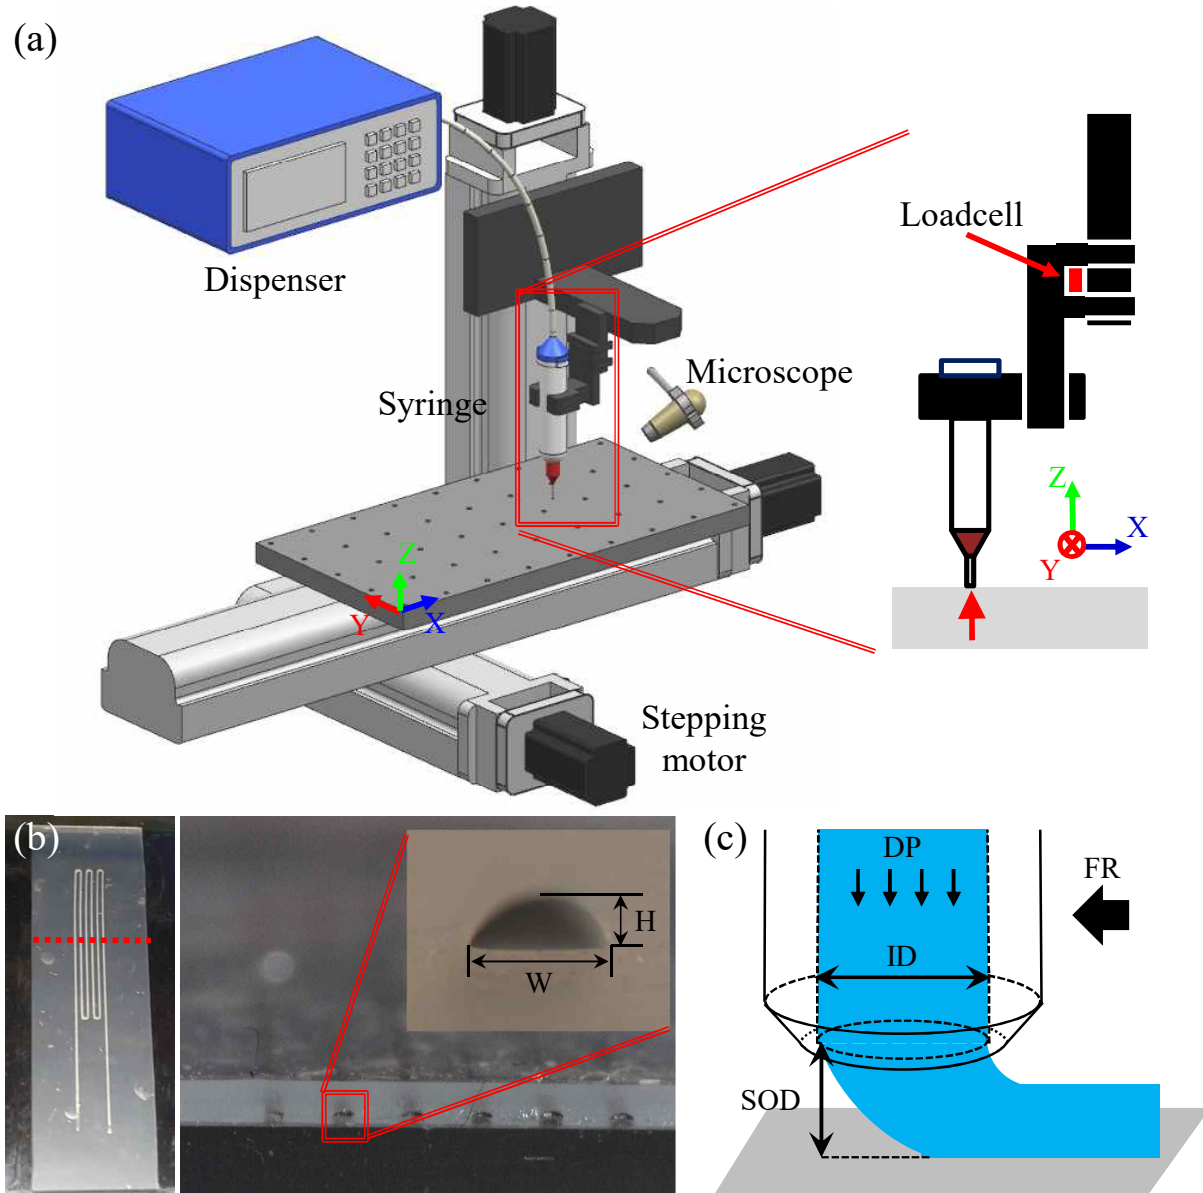 (a)
Dispenser
Loadcell
Microscope
Syringe
Z
Y
X
Z
X
Y
Stepping
motor
(b)
H
W
(c)
DP
FR
ID
SOD